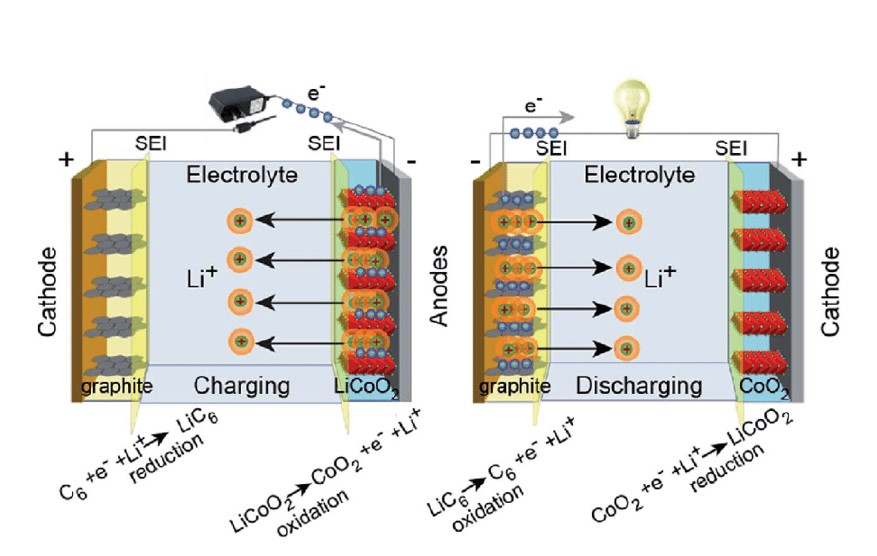 e-
SEI
SEI
+
-
Electrolyte
Li+
Cathode
graphite
Charging
LiCoO2
C6 +e- +Li+→ LiC6
reduction
LiCoO2→CoO2 +e- +Li+
oxidation
Anodes
e-
SEI
SEI
-
+
Electrolyte
Li+
Cathode
graphite
Discharging
CoO2
LiC6→C6 +e- +Li+
oxidation
CoO2 +e- +Li+→LiCoO2
reduction